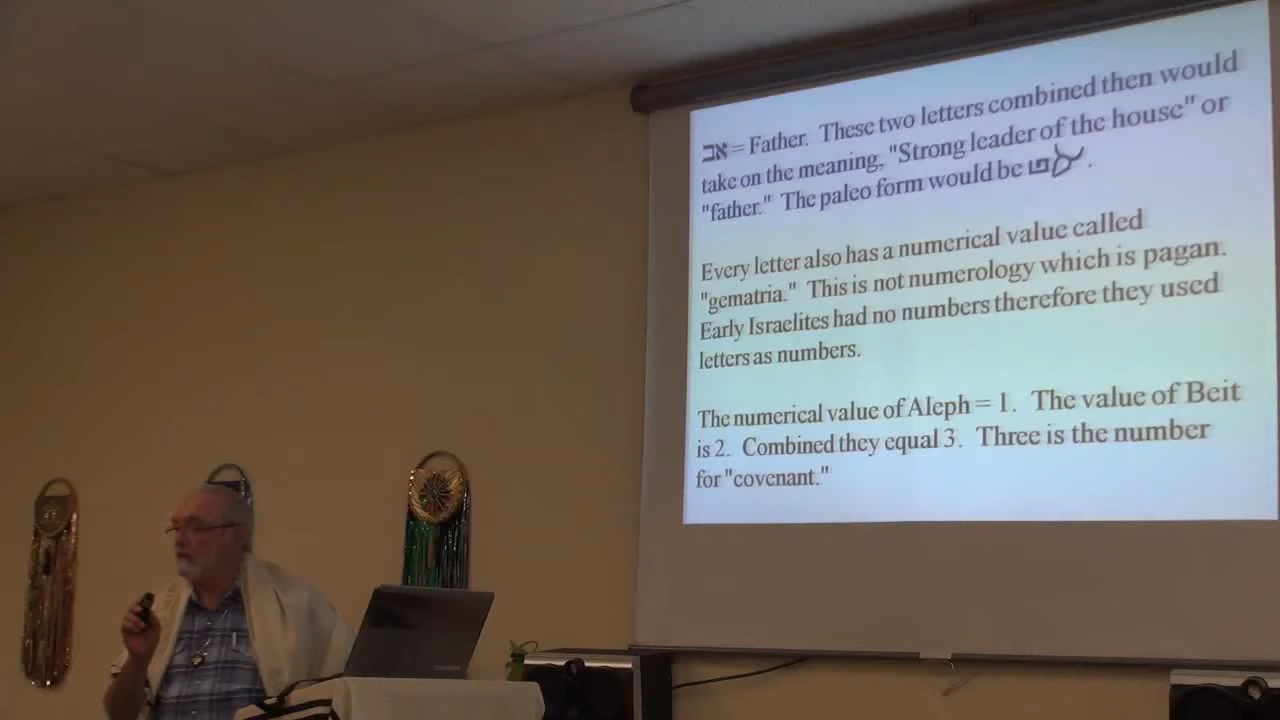 אב = Father. These two letters combined then would
take on the meaning, "Strong leader of the house" or
"father." The paleo form would be
Every letter also has a numerical value called
"gematria." This is not numerology which is pagan.
Early Israelites had no numbers therefore they used
letters as numbers.
The numerical value of Aleph = 1. The value of Beit
is 2. Combined they equal 3. Three is the number
for "covenant."